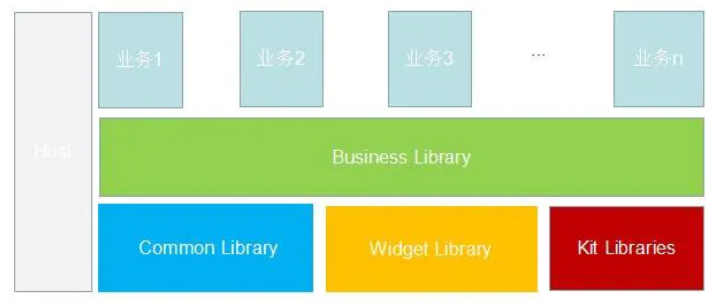 Host
业务1
业务2
业务3
...
业务n
Business Library
Common Library
Widget Library
Kit Libraries